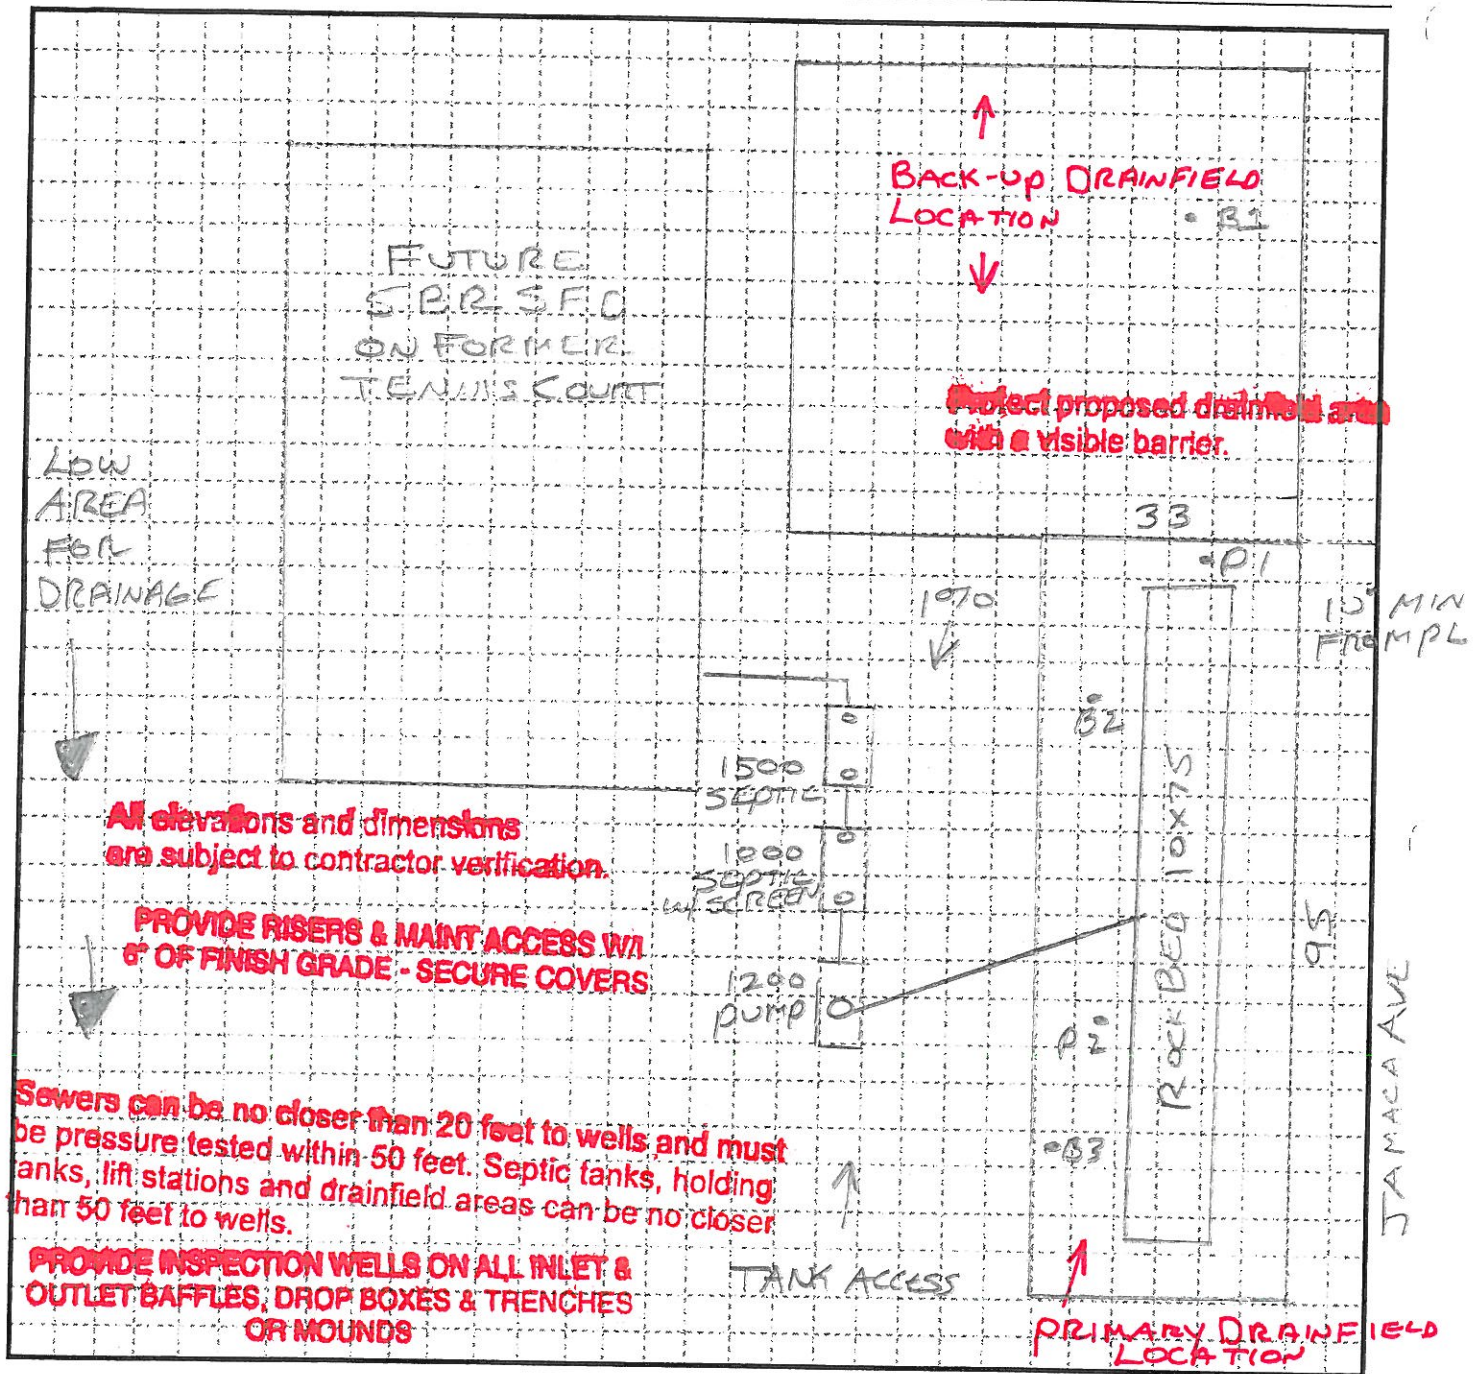 BACK-UP DRAINFIELD
LOCATION
• B1
FUTURE
5 BR SFD
ON FORMER
TENNIS COURT
Protect proposed drainfield area
with a visible barrier.
LOW
AREA
FOR
DRAINAGE
33
• P1
1%
10' MIN
FROM PL
B2
1500
SEPTIC
1000
SEPTIC
W/ SCREEN
1200
PUMP
ROCK BED 10X75
95
JAMACA AVE
P2
• B3
All elevations and dimensions
are subject to contractor verification.
PROVIDE RISERS & MAINT ACCESS W/I
6" OF FINISH GRADE - SECURE COVERS
Sewers can be no closer than 20 feet to wells and must
be pressure tested within 50 feet. Septic tanks, holding
anks, lift stations and drainfield areas can be no closer
han 50 feet to wells.
PROVIDE INSPECTION WELLS ON ALL INLET &
OUTLET BAFFLES, DROP BOXES & TRENCHES
OR MOUNDS
TANK ACCESS
PRIMARY DRAINFIELD
LOCATION